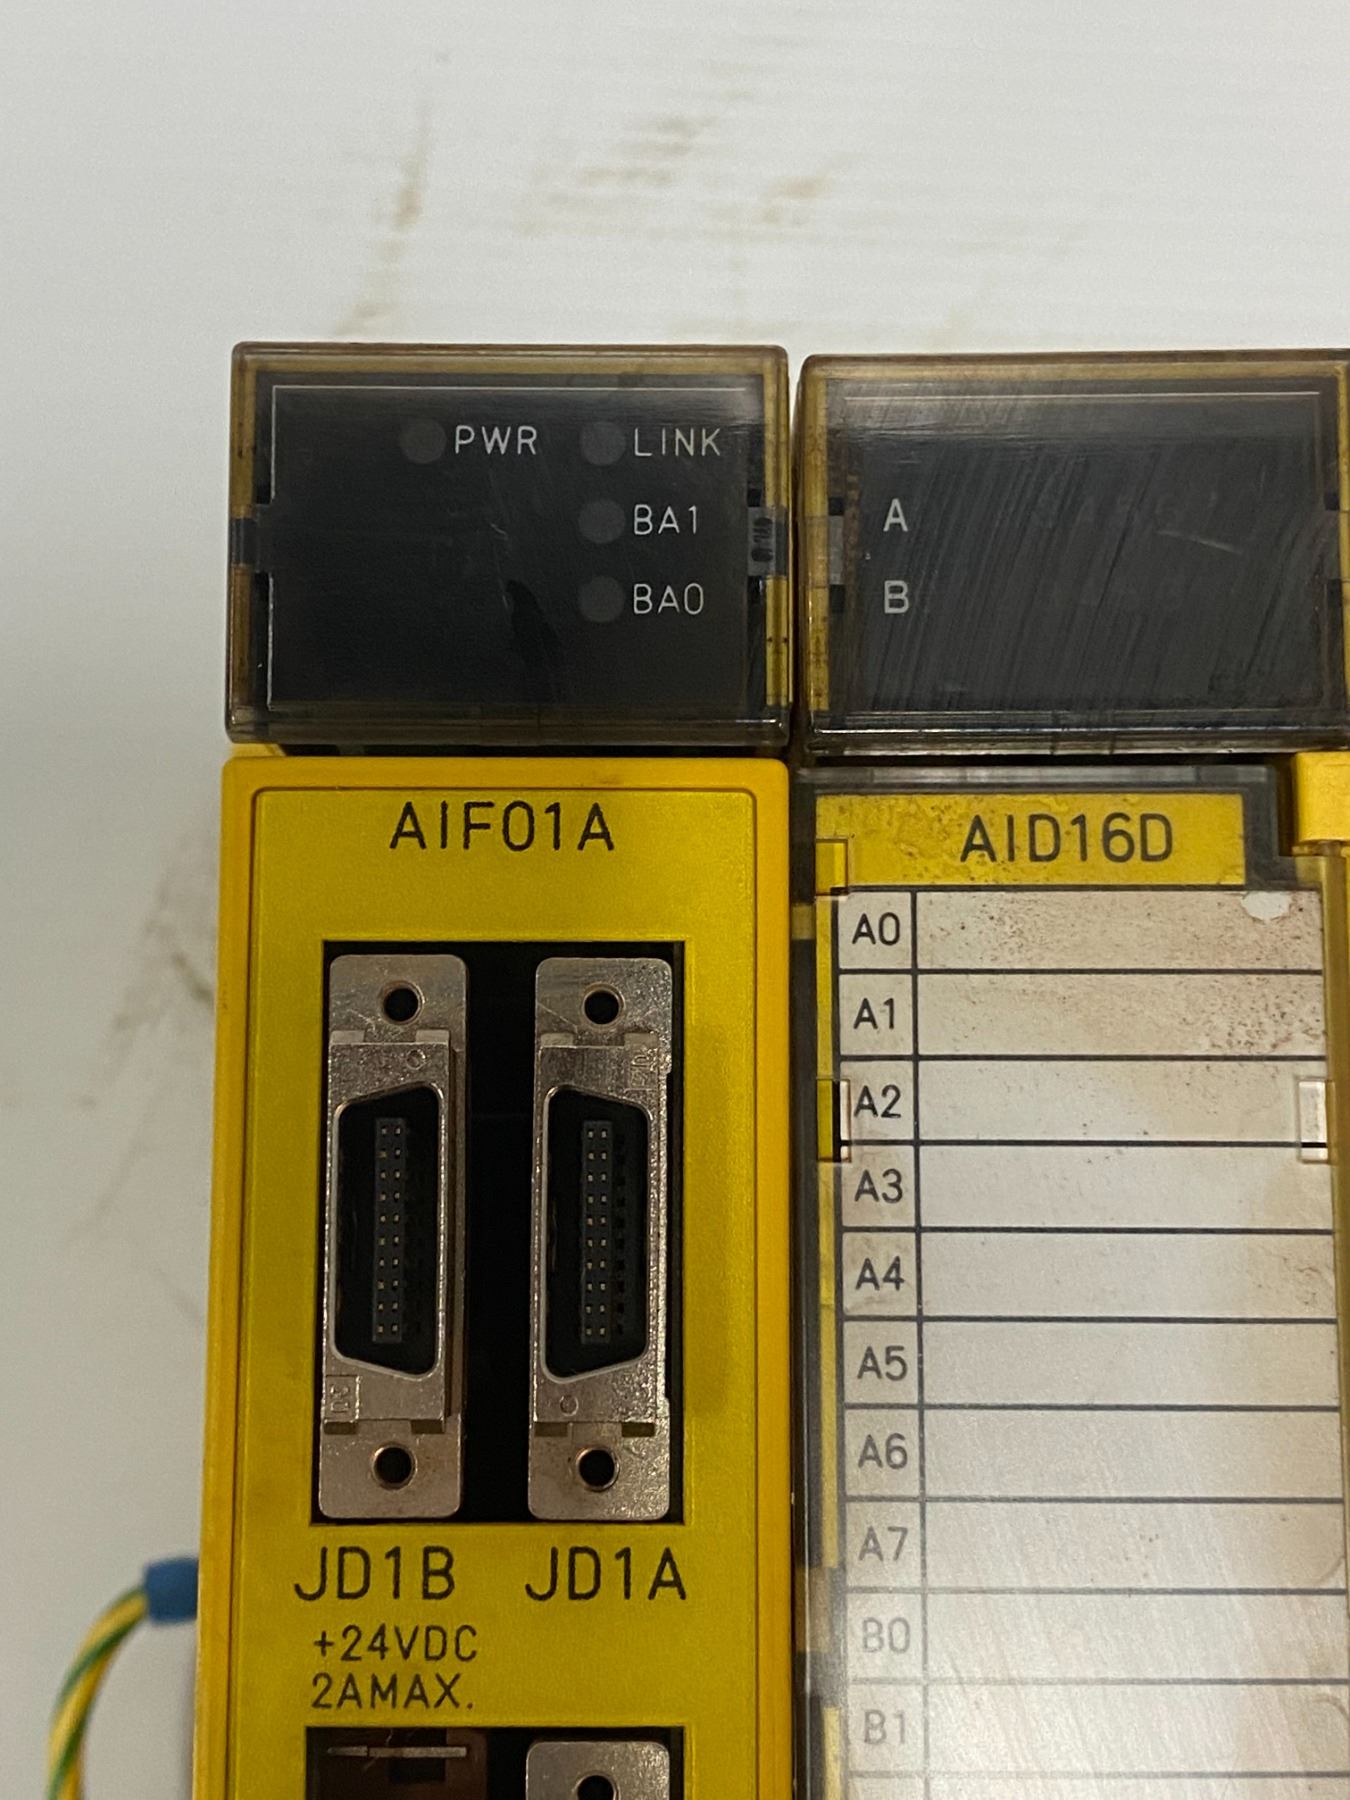 PWR LINK
BA1
BA0
A
B
AIF01A
AID16D
A0
A1
A2
A3
A4
A5
A6
A7
B0
B1
JD1B JD1A
+24VDC
2AMAX.